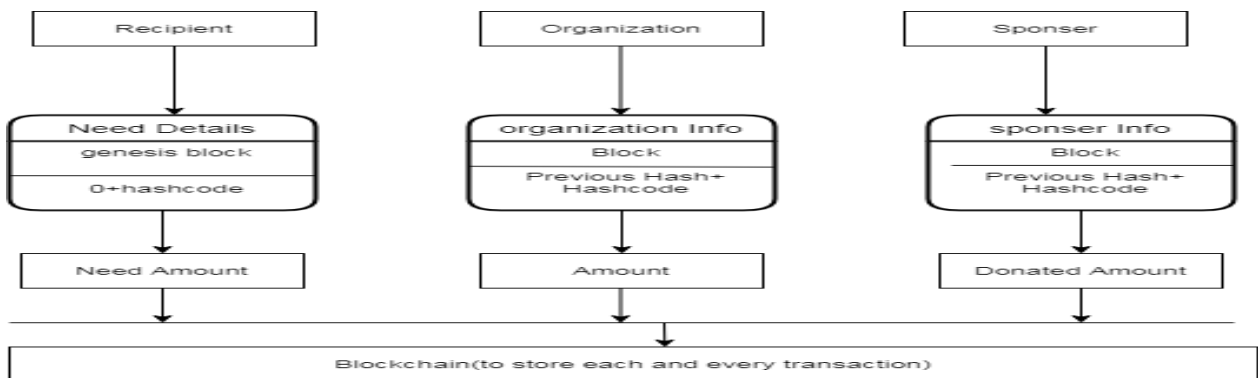 Recipient
Need Details
genesis block
0+hashcode
Need Amount
Organization
organization Info
Block
Previous Hash+
Hashcode
Amount
Sponser
sponser Info
Block
Previous Hash+
Hashcode
Donated Amount
Blockchain(to store each and every transaction)